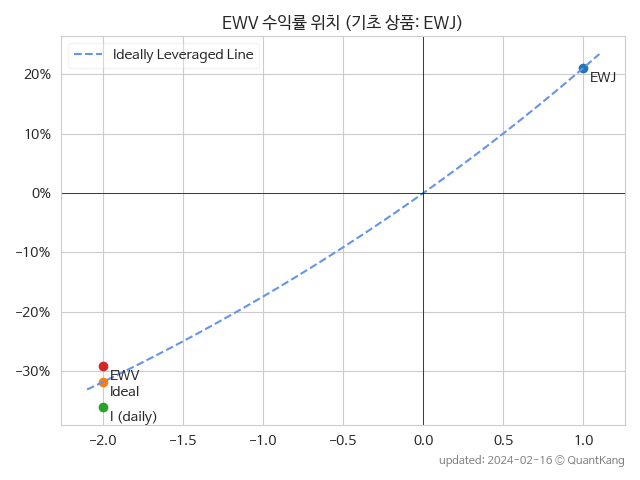 EWV 수익률 위치 (기초 상품: EWJ)
Ideally Leveraged Line
20%
10%
0%
−10%
−20%
−30%
EWJ
EWV
Ideal
I (daily)
−2.0 −1.5 −1.0 −0.5 0.0 0.5 1.0
updated: 2024-02-16 © QuantKang